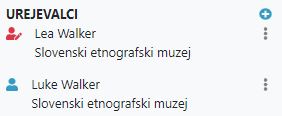 UREJEVALCI
Lea Walker
Slovenski etnografski muzej
Luke Walker
Slovenski etnografski muzej